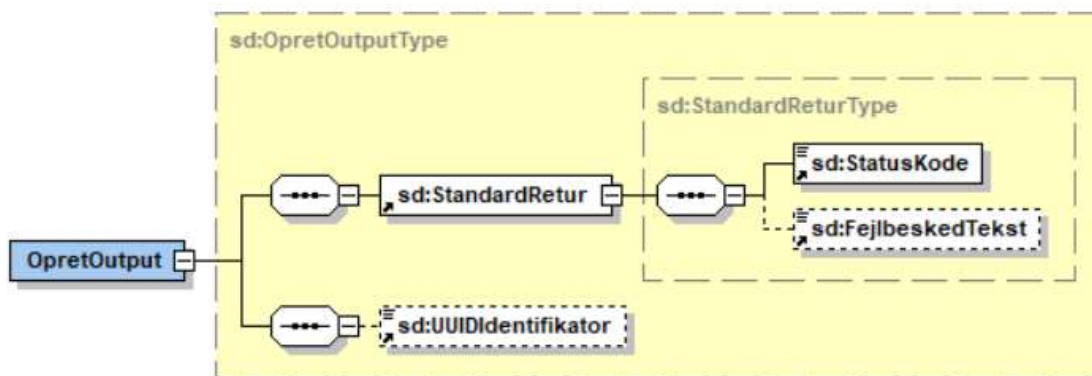 sd:OpretOutputType
sd:StandardReturType
sd:StatusKode
sd:StandardRetur
sd:FejlbeskedTekst
OpretOutput
sd:UUIDIdentifikator